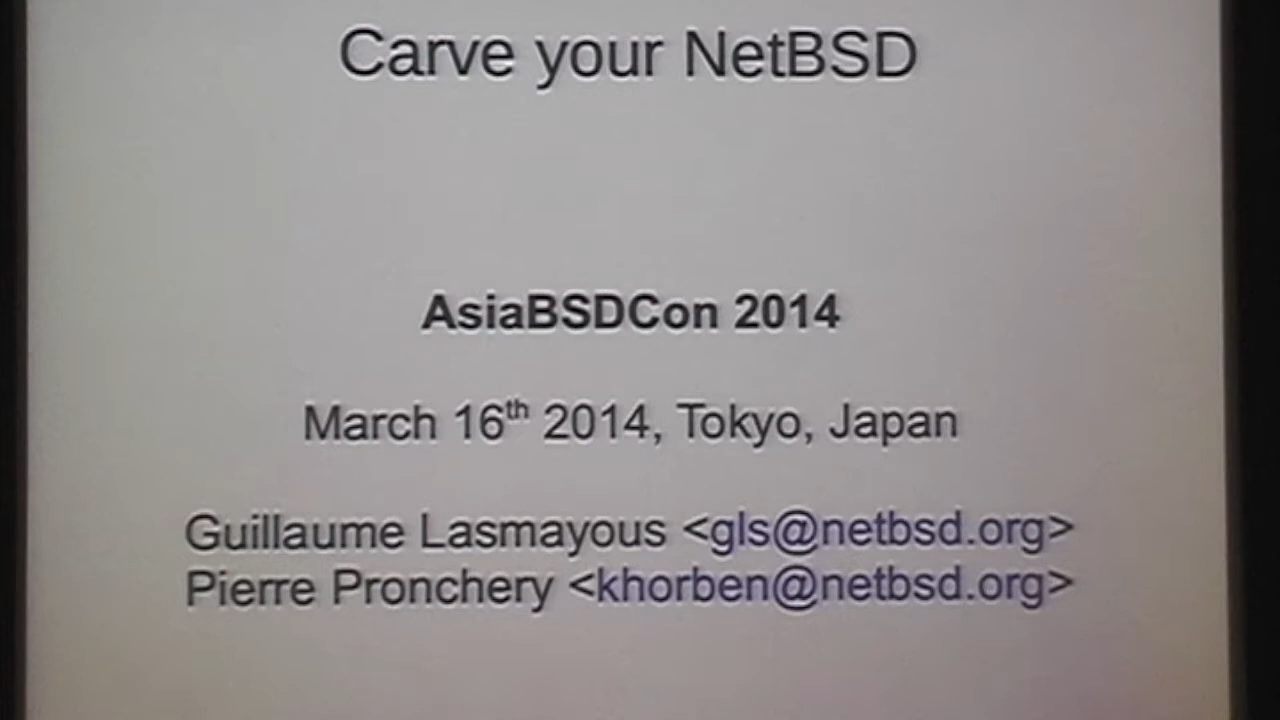 Carve your NetBSD
AsiaBSDCon 2014
March 16th 2014, Tokyo, Japan
Guillaume Lasmayous <gls@netbsd.org>
Pierre Pronchery <khorben@netbsd.org>